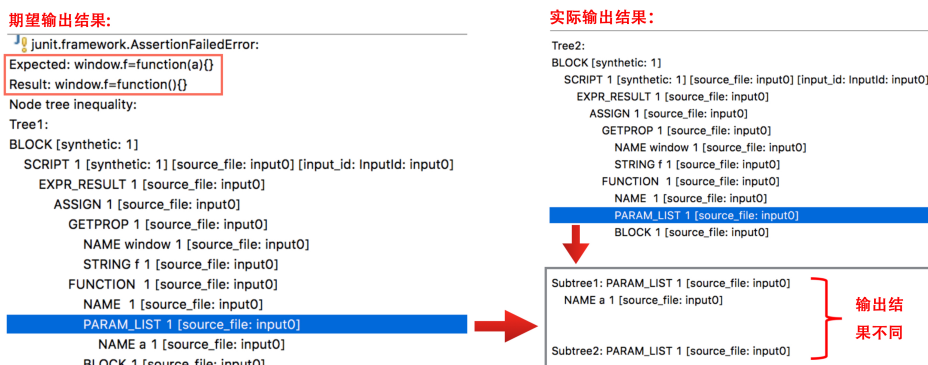 期望输出结果:
junit.framework.AssertionFailedError:
Expected: window.f=function(a){}
Result: window.f=function(){}
Node tree inequality:
Tree1:
BLOCK [synthetic: 1]
SCRIPT 1 [synthetic: 1] [source_file: input0] [input_id: InputId: input0]
EXPR_RESULT 1 [source_file: input0]
ASSIGN 1 [source_file: input0]
GETPROP 1 [source_file: input0]
NAME window 1 [source_file: input0]
STRING f 1 [source_file: input0]
FUNCTION  1 [source_file: input0]
NAME  1 [source_file: input0]
PARAM_LIST 1 [source_file: input0]
NAME a 1 [source_file: input0]
BLOCK 1 [source_file: input0]
实际输出结果:
Tree2:
BLOCK [synthetic: 1]
SCRIPT 1 [synthetic: 1] [source_file: input0] [input_id: InputId: input0]
EXPR_RESULT 1 [source_file: input0]
ASSIGN 1 [source_file: input0]
GETPROP 1 [source_file: input0]
NAME window 1 [source_file: input0]
STRING f 1 [source_file: input0]
FUNCTION  1 [source_file: input0]
NAME  1 [source_file: input0]
PARAM_LIST 1 [source_file: input0]
BLOCK 1 [source_file: input0]
Subtree1: PARAM_LIST 1 [source_file: input0]
NAME a 1 [source_file: input0]
Subtree2: PARAM_LIST 1 [source_file: input0]
输出结
果不同